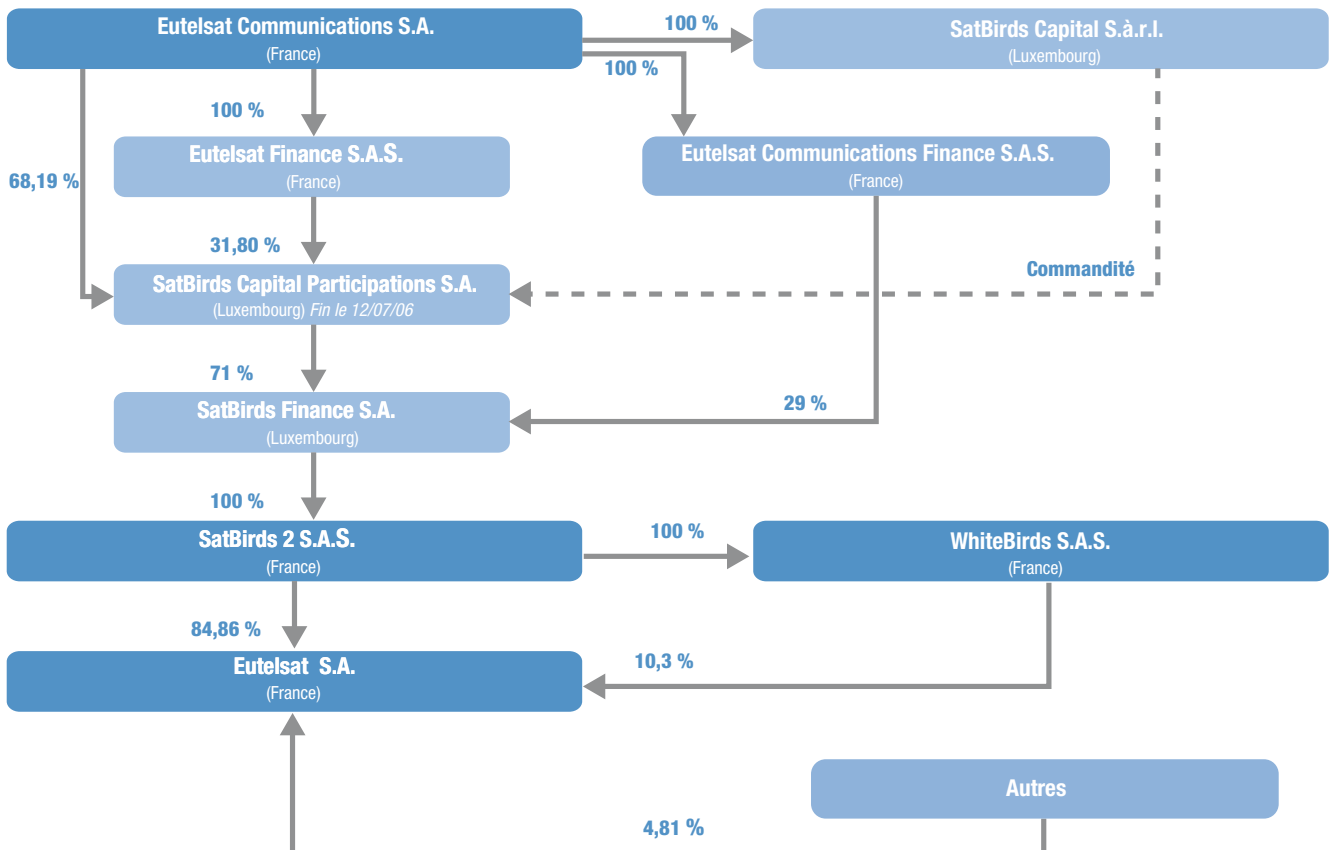 Eutelsat Communications S.A.
(France)
100 %
SatBirds Capital S.à.r.l.
(Luxembourg)
100 %
100 %
Eutelsat Finance S.A.S.
(France)
Eutelsat Communications Finance S.A.S.
(France)
68,19 %
31,80 %
Commandité
SatBirds Capital Participations S.A.
(Luxembourg) Fin le 12/07/06
71 %
29 %
SatBirds Finance S.A.
(Luxembourg)
100 %
SatBirds 2 S.A.S.
(France)
100 %
WhiteBirds S.A.S.
(France)
84,86 %
10,3 %
Eutelsat S.A.
(France)
Autres
4,81 %